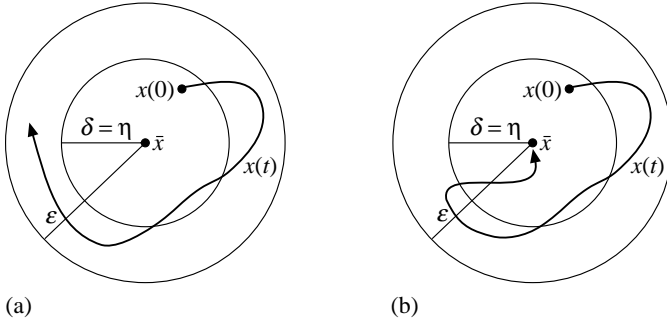 x(0)
δ = η
x̄
x(t)
ε
(a)
x(0)
δ = η
x̄
x(t)
ε
(b)